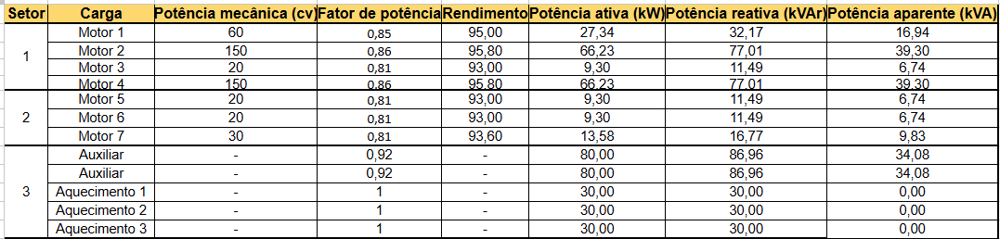 Setor Carga Potência mecânica (cv) Fator de potência Rendimento Potência ativa (kW) Potência reativa (kVAr) Potência aparente (kVA)
1 Motor 1 60 0,85 95,00 27,34 32,17 16,94
Motor 2 150 0,86 95,80 66,23 77,01 39,30
Motor 3 20 0,81 93,00 9,30 11,49 6,74
Motor 4 150 0,86 95,80 66,23 77,01 39,30
2 Motor 5 20 0,81 93,00 9,30 11,49 6,74
Motor 6 20 0,81 93,00 9,30 11,49 6,74
Motor 7 30 0,81 93,60 13,58 16,77 9,83
3 Auxiliar - 0,92 - 80,00 86,96 34,08
Auxiliar - 0,92 - 80,00 86,96 34,08
Aquecimento 1 - 1 - 30,00 30,00 0,00
Aquecimento 2 - 1 - 30,00 30,00 0,00
Aquecimento 3 - 1 - 30,00 30,00 0,00